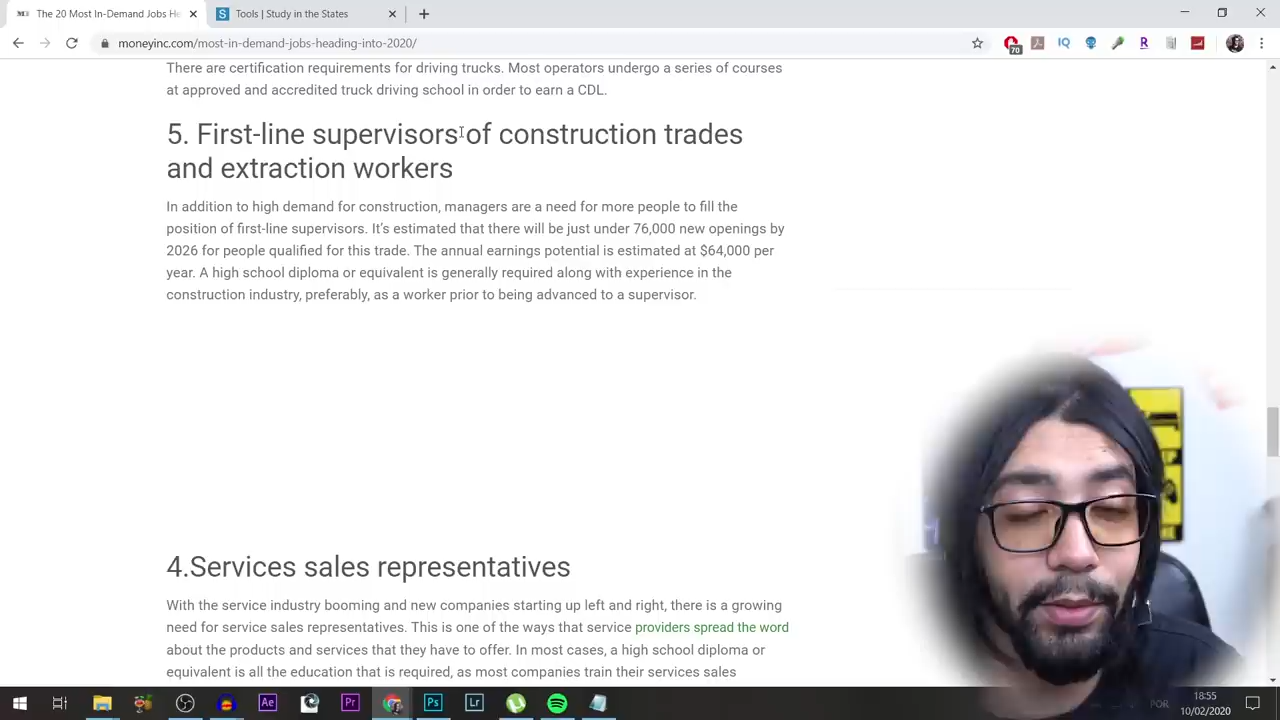 The 20 Most In-Demand Jobs He
Tools | Study in the States
moneyinc.com/most-in-demand-jobs-heading-into-2020/
70
IQ
R
There are certification requirements for driving trucks. Most operators undergo a series of courses
at approved and accredited truck driving school in order to earn a CDL.
5. First-line supervisors of construction trades
and extraction workers
In addition to high demand for construction, managers are a need for more people to fill the
position of first-line supervisors. It's estimated that there will be just under 76,000 new openings by
2026 for people qualified for this trade. The annual earnings potential is estimated at $64,000 per
year. A high school diploma or equivalent is generally required along with experience in the
construction industry, preferably, as a worker prior to being advanced to a supervisor.
4.Services sales representatives
With the service industry booming and new companies starting up left and right, there is a growing
need for service sales representatives. This is one of the ways that service providers spread the word
about the products and services that they have to offer. In most cases, a high school diploma or
equivalent is all the education that is required, as most companies train their services sales
Ae
Pr
Ps
Lr
POR
18:55
10/02/2020